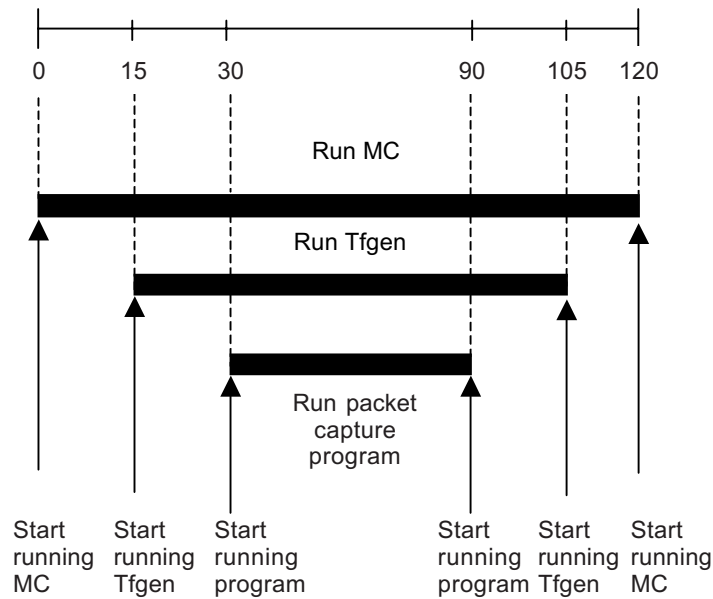 0 15 30 90 105 120
Run MC
Run Tfgen
Run packet
capture
program
Start
running
MC
Start
running
Tfgen
Start
running
program
Start
running
program
Start
running
Tfgen
Start
running
MC